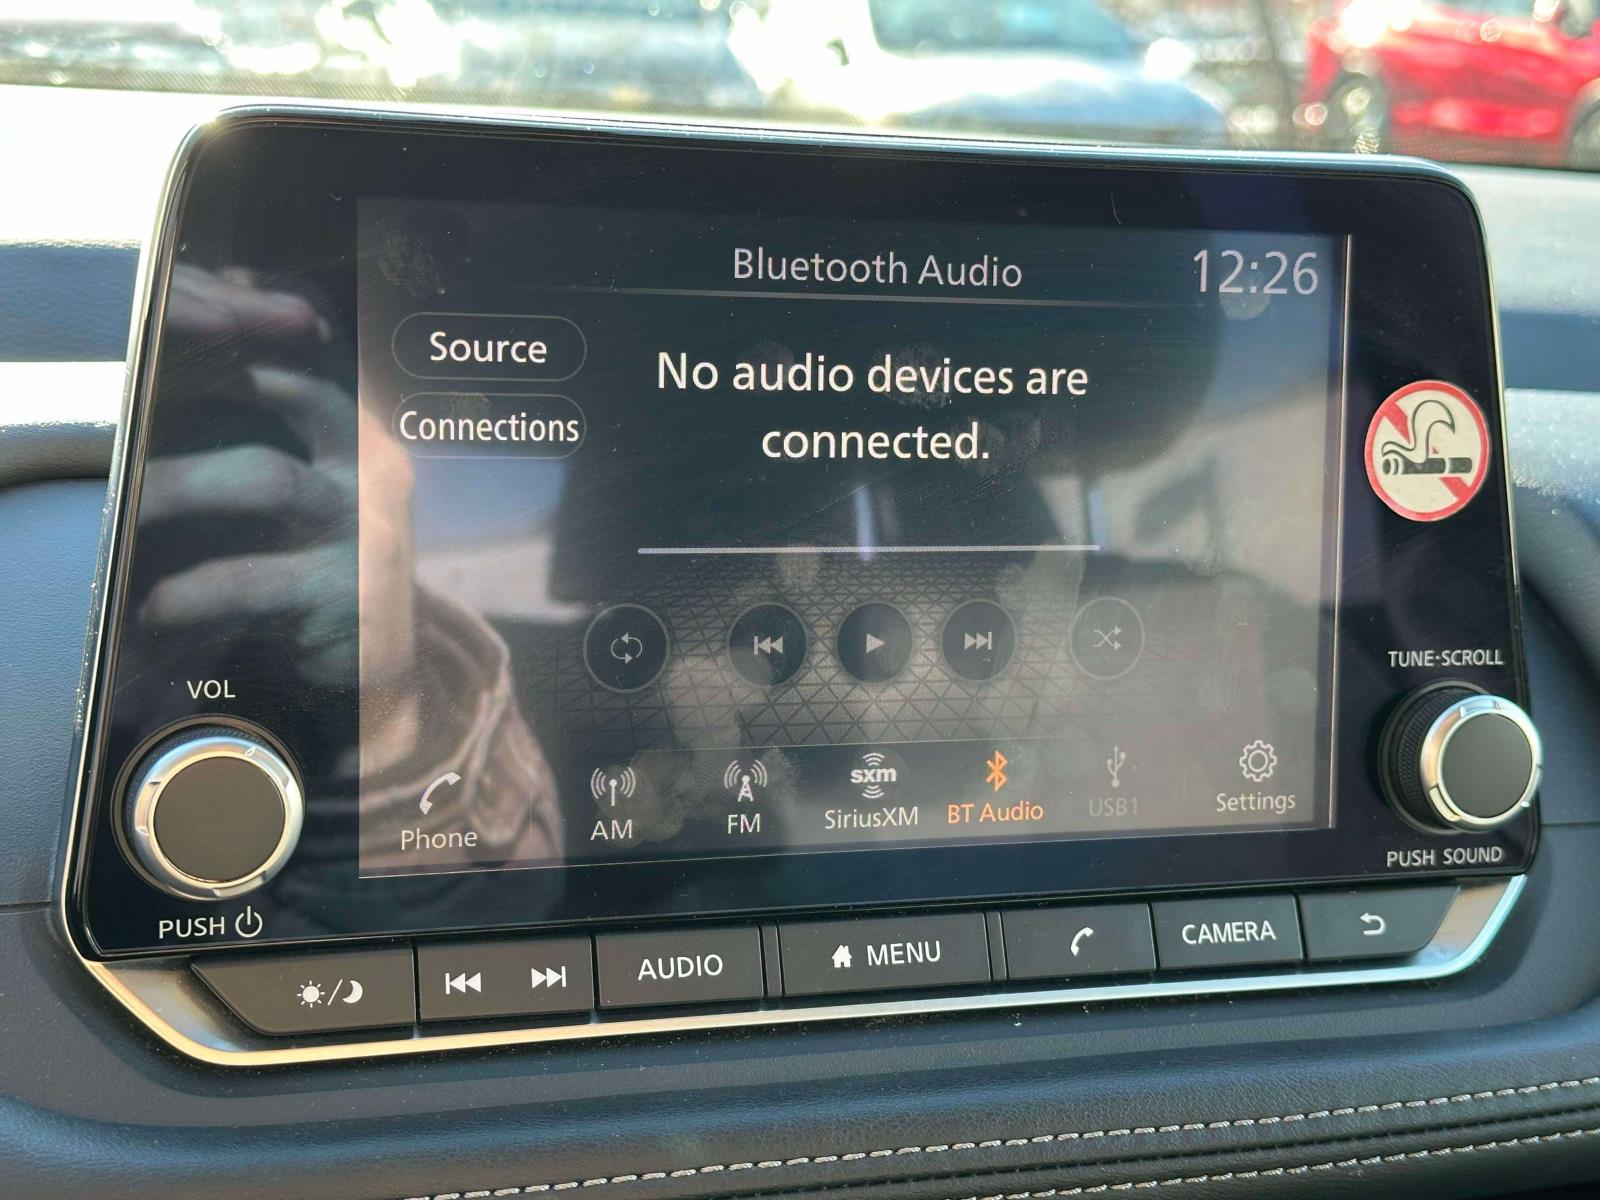 Bluetooth Audio
12:26
Source
Connections
No audio devices are
connected.
VOL
PUSH
TUNE·SCROLL
PUSH SOUND
Phone
AM
FM
sxm
SiriusXM
BT Audio
USB1
Settings
AUDIO
MENU
CAMERA